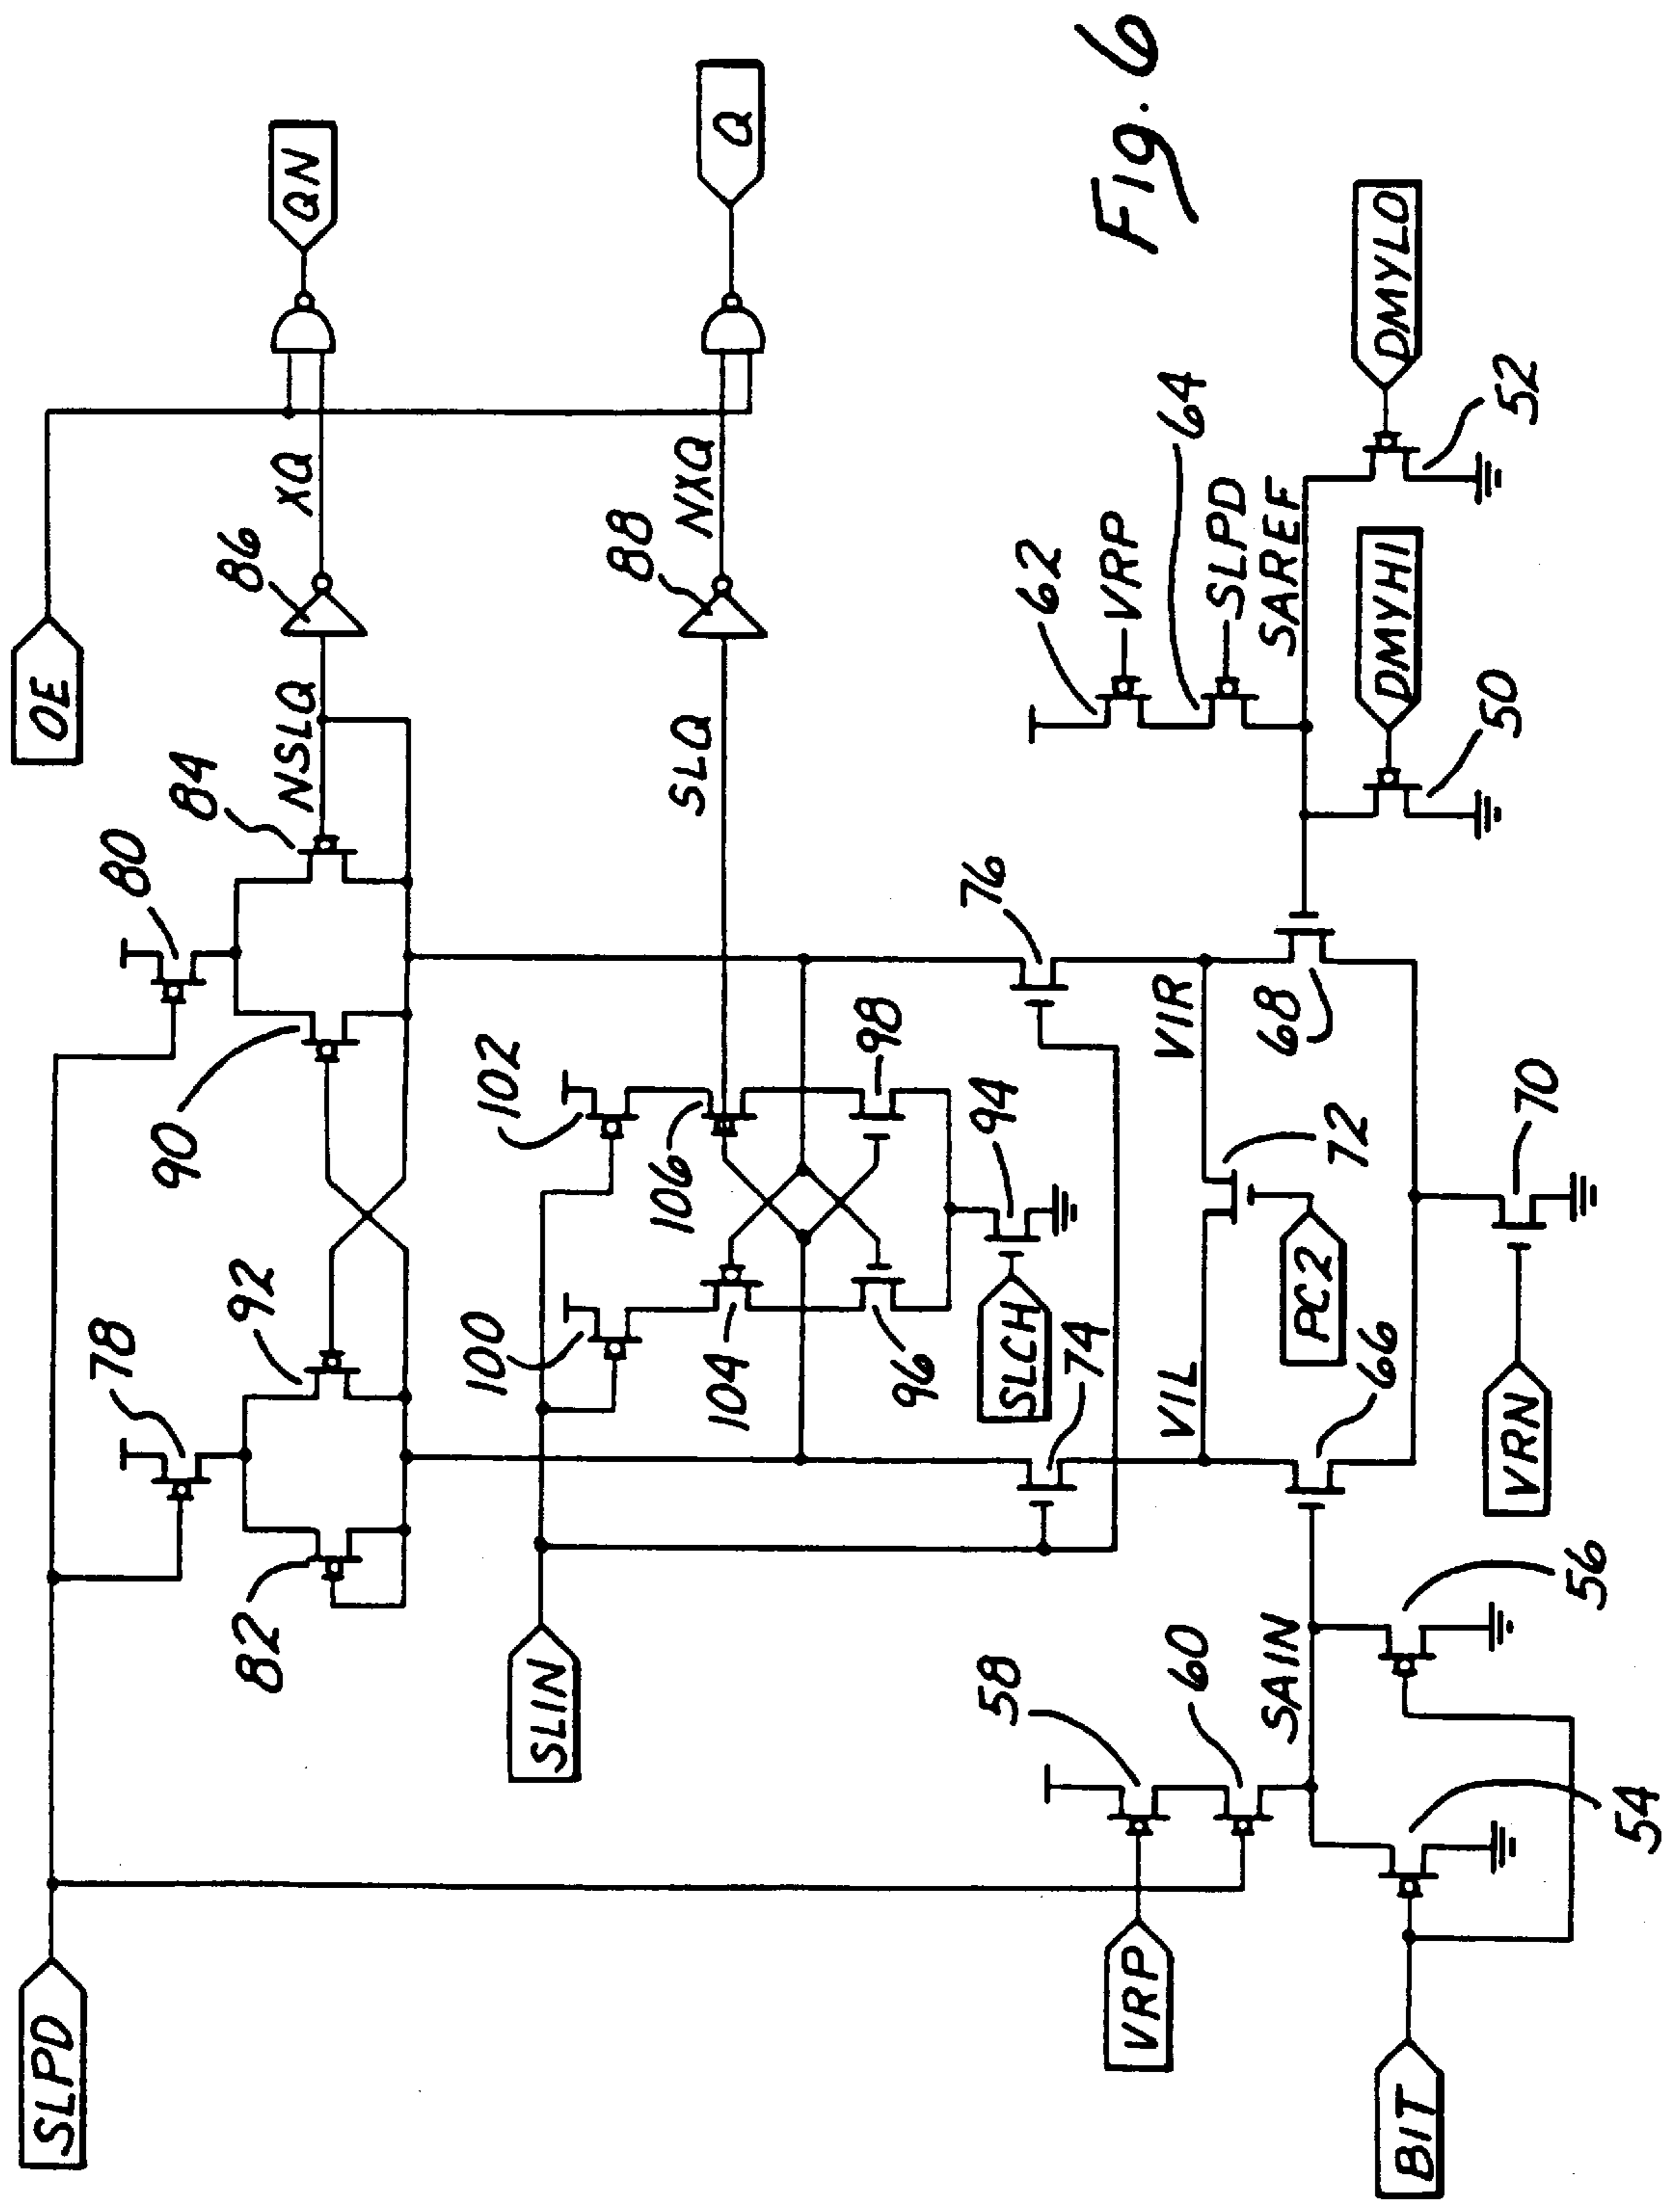 SLPD
OE
QN
Q
80
84
78
92
90
82
NSLQ
86
XQ
SLQ
88
NXQ
SLIN
100
102
104
106
96
98
SLCH
94
74
76
VRP
58
60
62
VRP
64
SLPD
SAREF
SAIN
VIL
VIR
72
PC2
66
68
BIT
54
56
VRN
70
DMYHI
50
DMYLO
52
Fig. 6